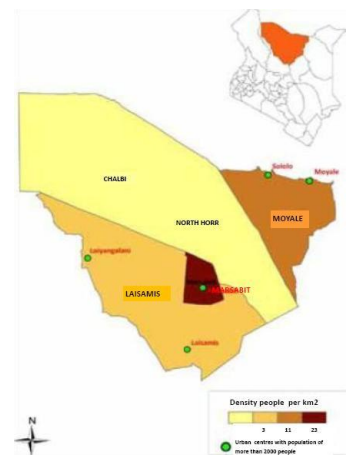 Sololo
Moyale
CHALBI
NORTH HORR
MOYALE
Loiyangalani
LAISAMIS
MARSABIT
Laisamis
N
Density people per km2
3 11 23
Urban centres with population of
more than 2000 people